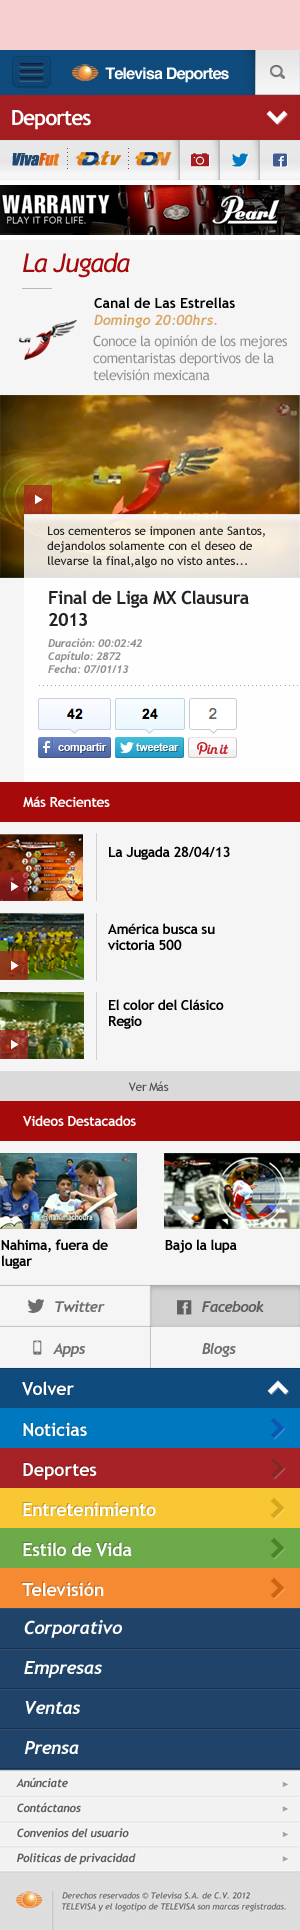 Televisa Deportes
Deportes
VivaFut
TD tv
TDN
WARRANTY
PLAY IT FOR LIFE.
Pearl
La Jugada
Canal de Las Estrellas
Domingo 20:00hrs.
Conoce la opinión de los mejores
comentaristas deportivos de la
televisión mexicana
Los cementeros se imponen ante Santos,
dejandolos solamente con el deseo de
llevarse la final,algo no visto antes...
Final de Liga MX Clausura
2013
Duración: 00:02:42
Capítulo: 2872
Fecha: 07/01/13
42
24
2
compartir
tweetear
Pinit
Más Recientes
La Jugada 28/04/13
América busca su
victoria 500
El color del Clásico
Regio
Ver Más
Videos Destacados
Nahima, fuera de
lugar
Bajo la lupa
Twitter
Facebook
Apps
Blogs
Volver
Noticias
Deportes
Entretenimiento
Estilo de Vida
Televisión
Corporativo
Empresas
Ventas
Prensa
Anúnciate
Contáctanos
Convenios del usuario
Politicas de privacidad
Derechos reservados © Televisa S.A. de C.V. 2012
TELEVISA y el logotipo de TELEVISA son marcas registradas.